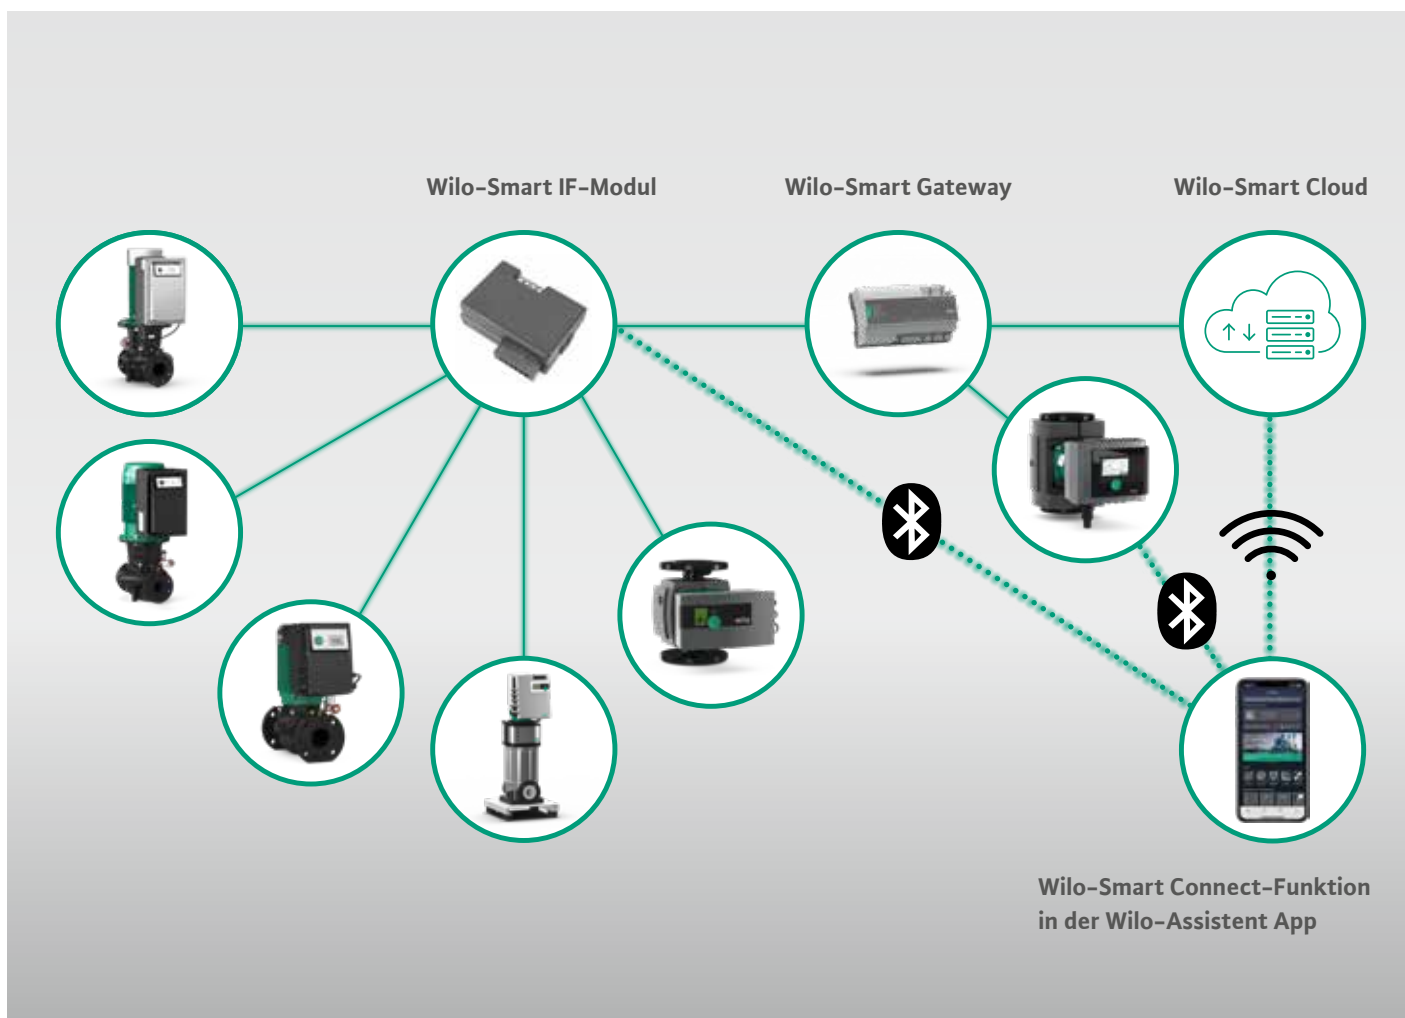 Wilo-Smart IF-Modul
Wilo-Smart Gateway
Wilo-Smart Cloud
Wilo-Smart Connect-Funktion
in der Wilo-Assistent App